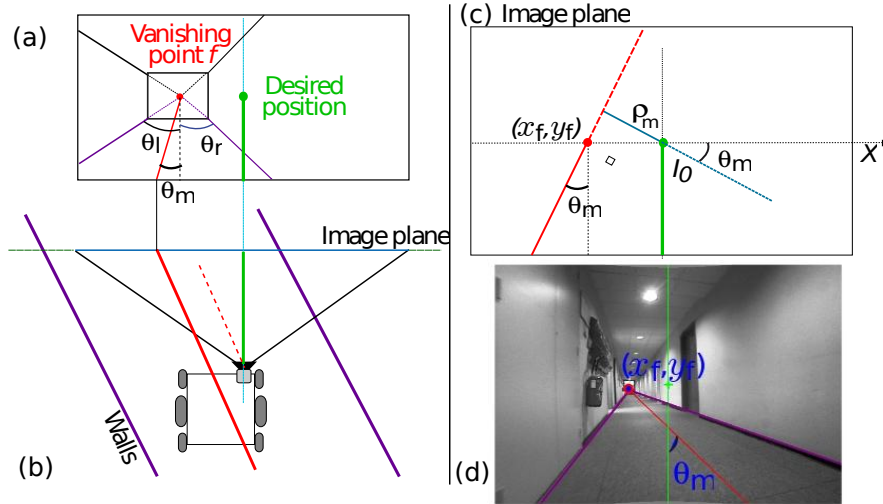 (a)
Vanishing
point f
Desired
position
θl
θr
θm
Image plane
Walls
(b)
(c)
Image plane
(xf,yf)
ρm
I0
θm
X'
θm
(xf,yf)
θm
(d)